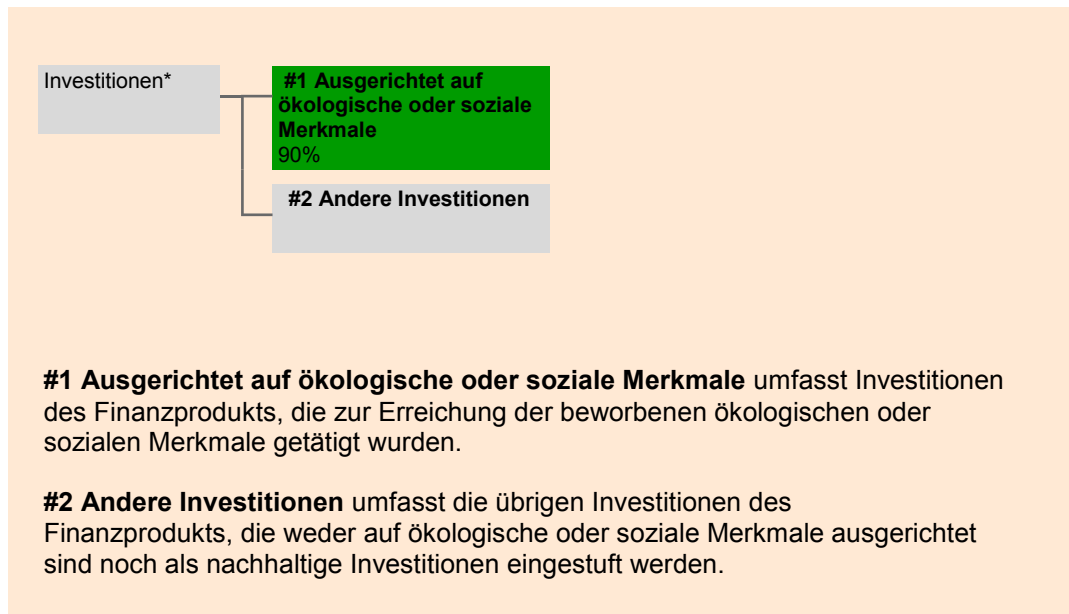 Investitionen*
#1 Ausgerichtet auf
ökologische oder soziale
Merkmale
90%
#2 Andere Investitionen
#1 Ausgerichtet auf ökologische oder soziale Merkmale umfasst Investitionen
des Finanzprodukts, die zur Erreichung der beworbenen ökologischen oder
sozialen Merkmale getätigt wurden.
#2 Andere Investitionen umfasst die übrigen Investitionen des
Finanzprodukts, die weder auf ökologische oder soziale Merkmale ausgerichtet
sind noch als nachhaltige Investitionen eingestuft werden.